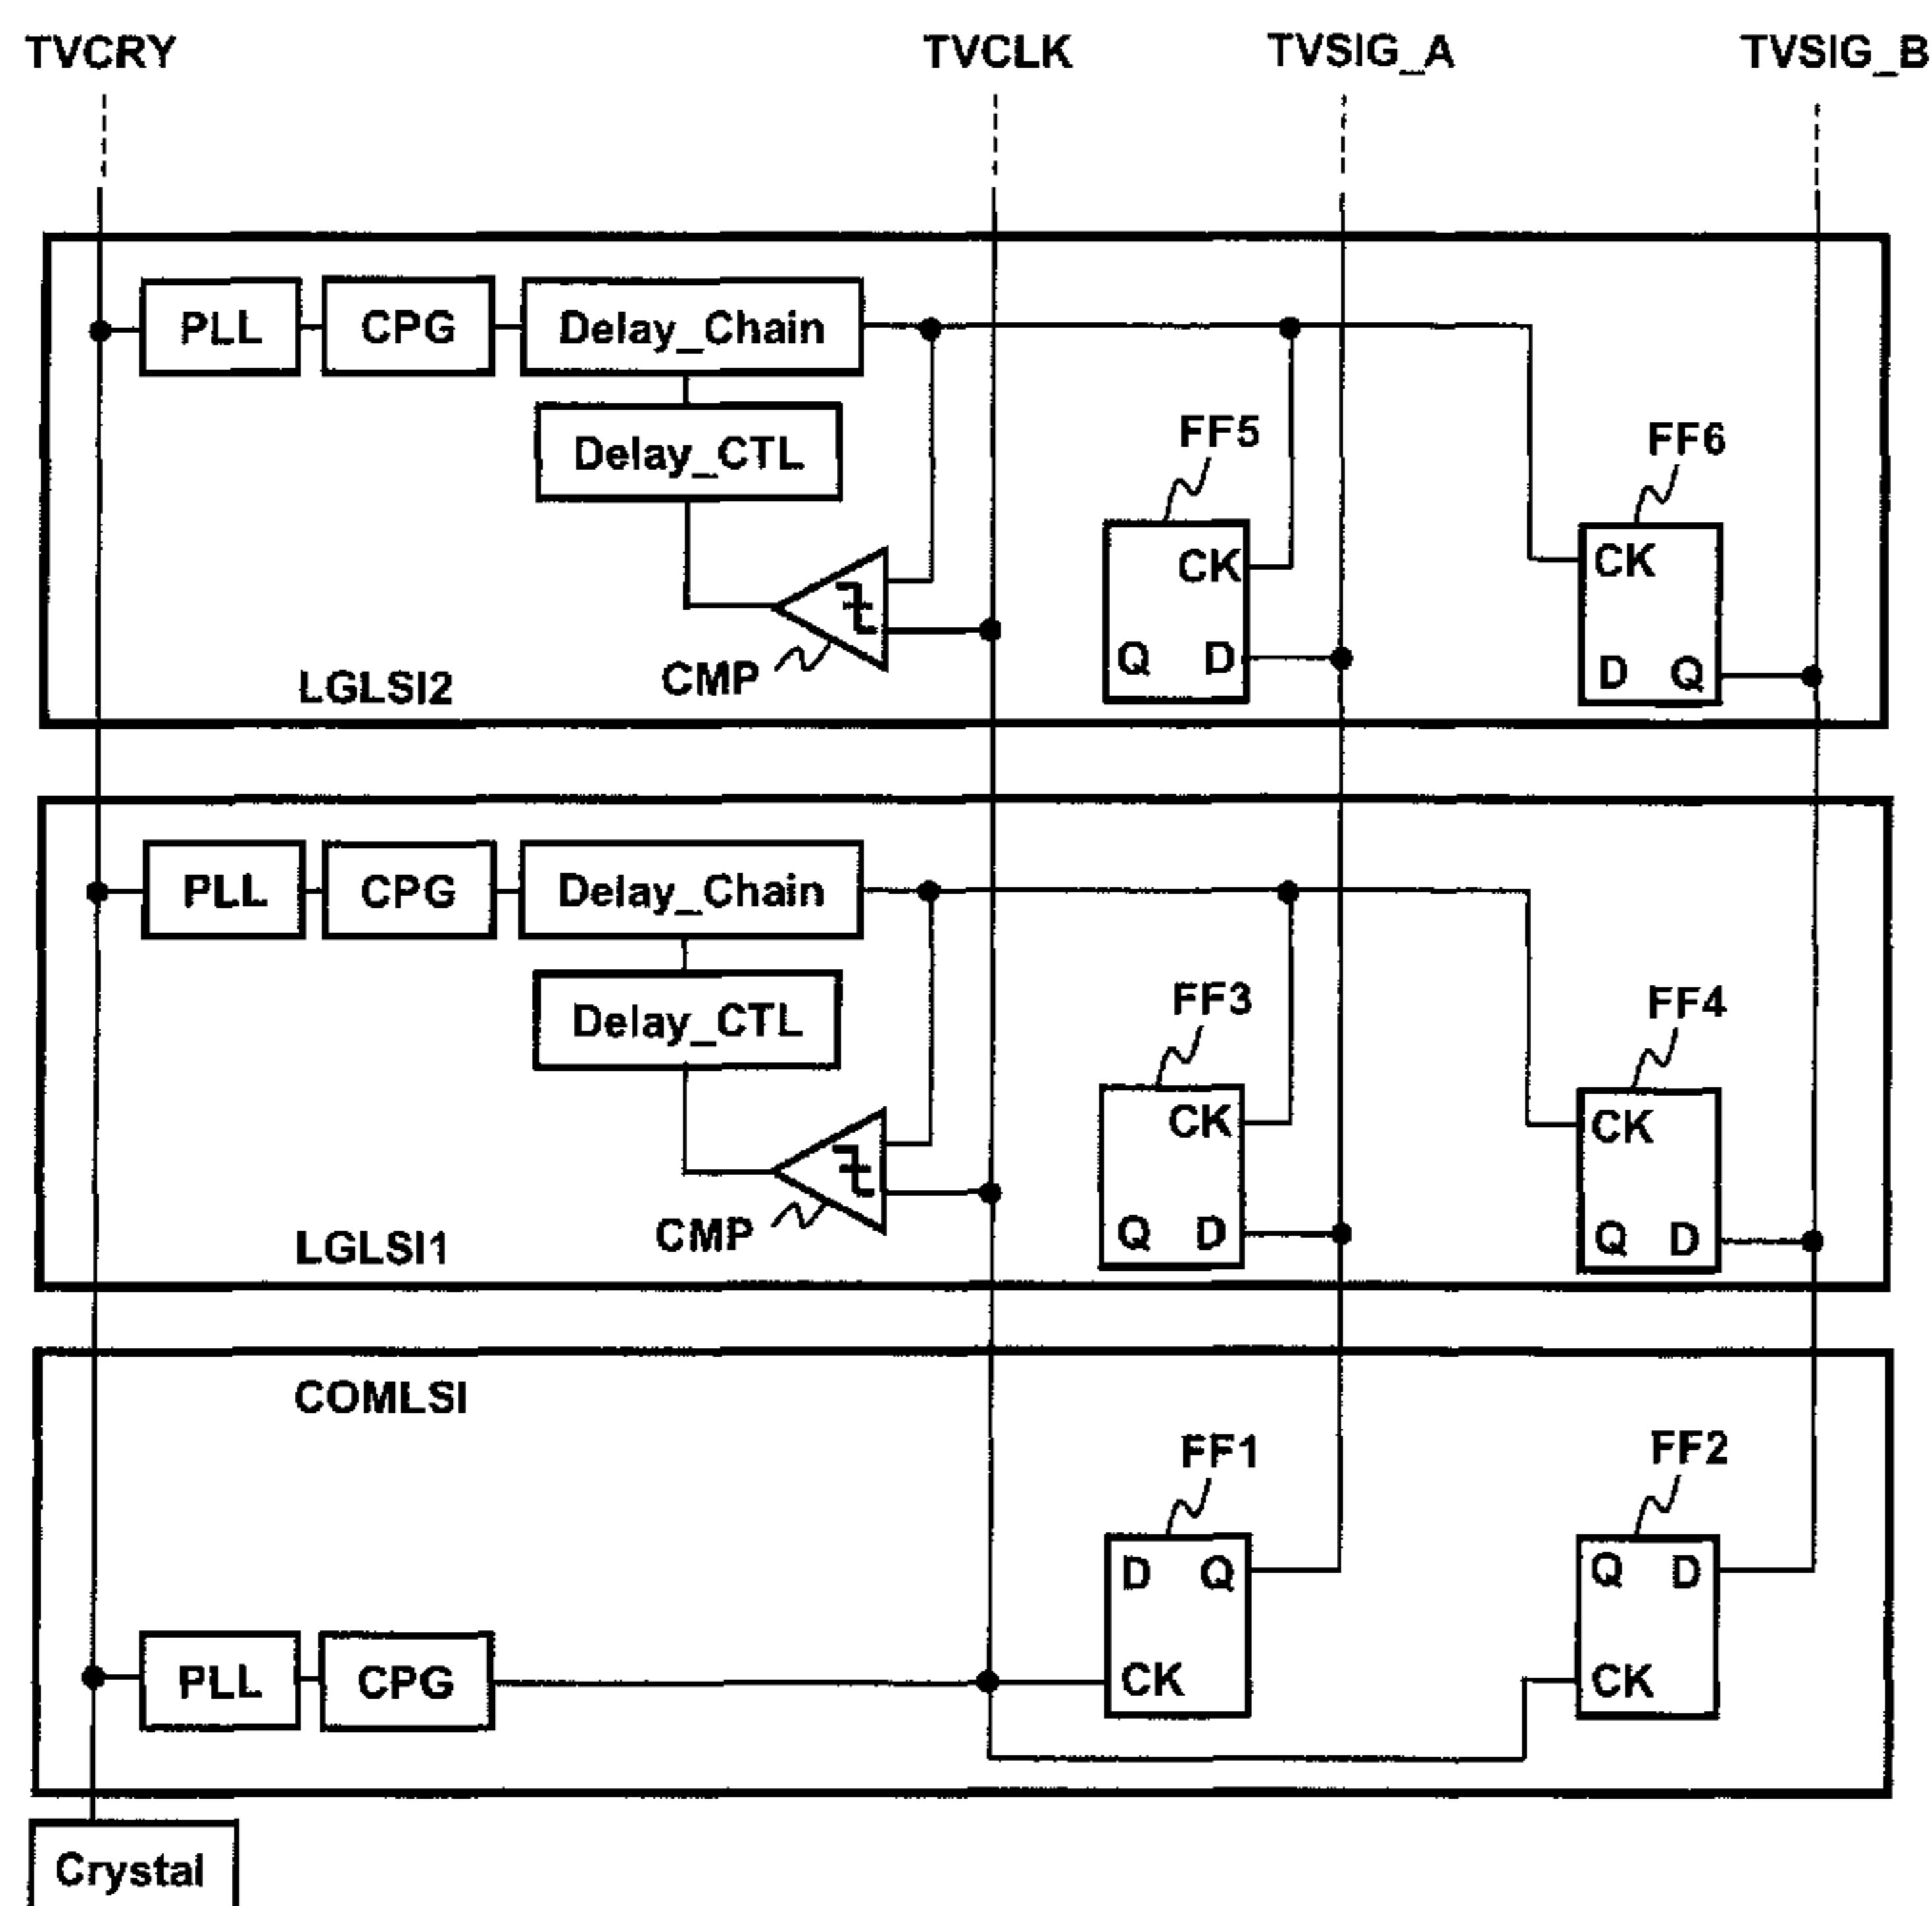 TVCRY TVCLK TVSIG_A TVSIG_B
PLL CPG Delay_Chain
Delay_CTL
FF5 FF6
CK CK
Q D D Q
CMP
LGLSI2
PLL CPG Delay_Chain
Delay_CTL
FF3 FF4
CK CK
Q D Q D
CMP
LGLSI1
COMLSI
FF1 FF2
D Q Q D
PLL CPG CK CK
Crystal